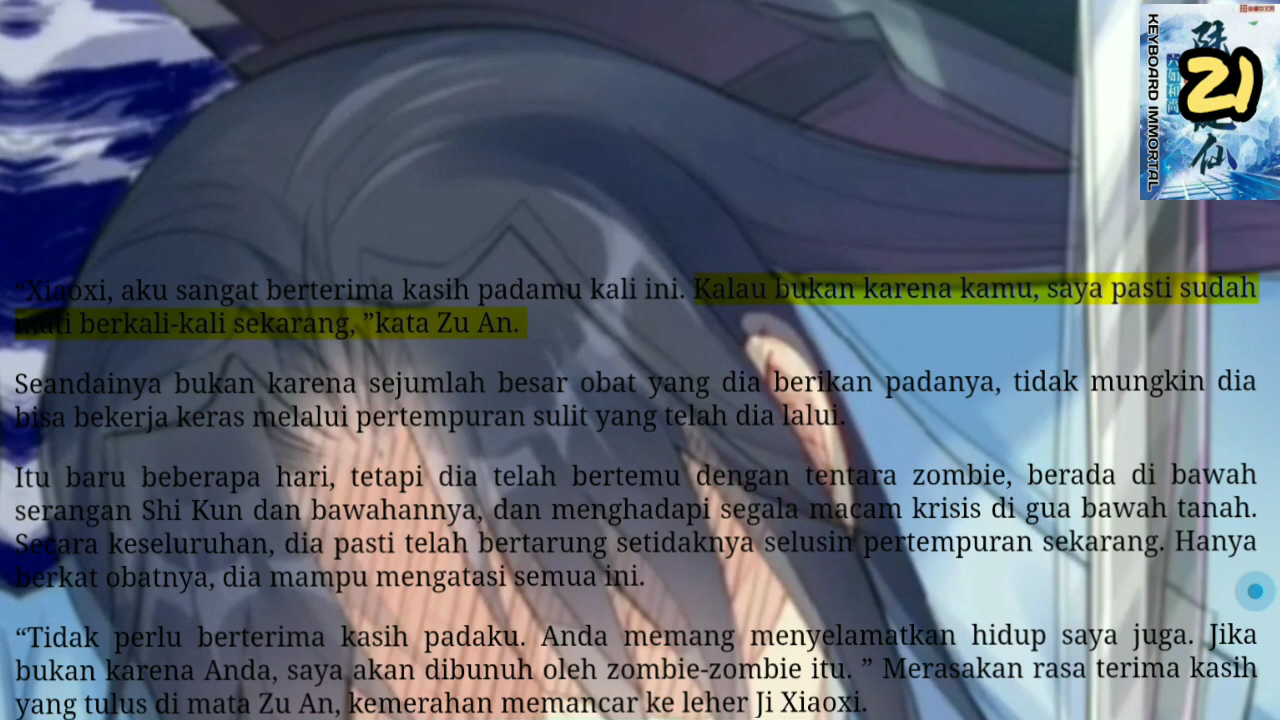 KEYBOARD IMMORTAL
21
“Xiaoxi, aku sangat berterima kasih padamu kali ini. Kalau bukan karena kamu, saya pasti sudah
mati berkali-kali sekarang, ”kata Zu An.
Seandainya bukan karena sejumlah besar obat yang dia berikan padanya, tidak mungkin dia
bisa bekerja keras melalui pertempuran sulit yang telah dia lalui.
Itu baru beberapa hari, tetapi dia telah bertemu dengan tentara zombie, berada di bawah
serangan Shi Kun dan bawahannya, dan menghadapi segala macam krisis di gua bawah tanah.
Secara keseluruhan, dia pasti telah bertarung setidaknya selusin pertempuran sekarang. Hanya
berkat obatnya, dia mampu mengatasi semua ini.
“Tidak perlu berterima kasih padaku. Anda memang menyelamatkan hidup saya juga. Jika
bukan karena Anda, saya akan dibunuh oleh zombie-zombie itu. ” Merasakan rasa terima kasih
yang tulus di mata Zu An, kemerahan memancar ke leher Ji Xiaoxi.